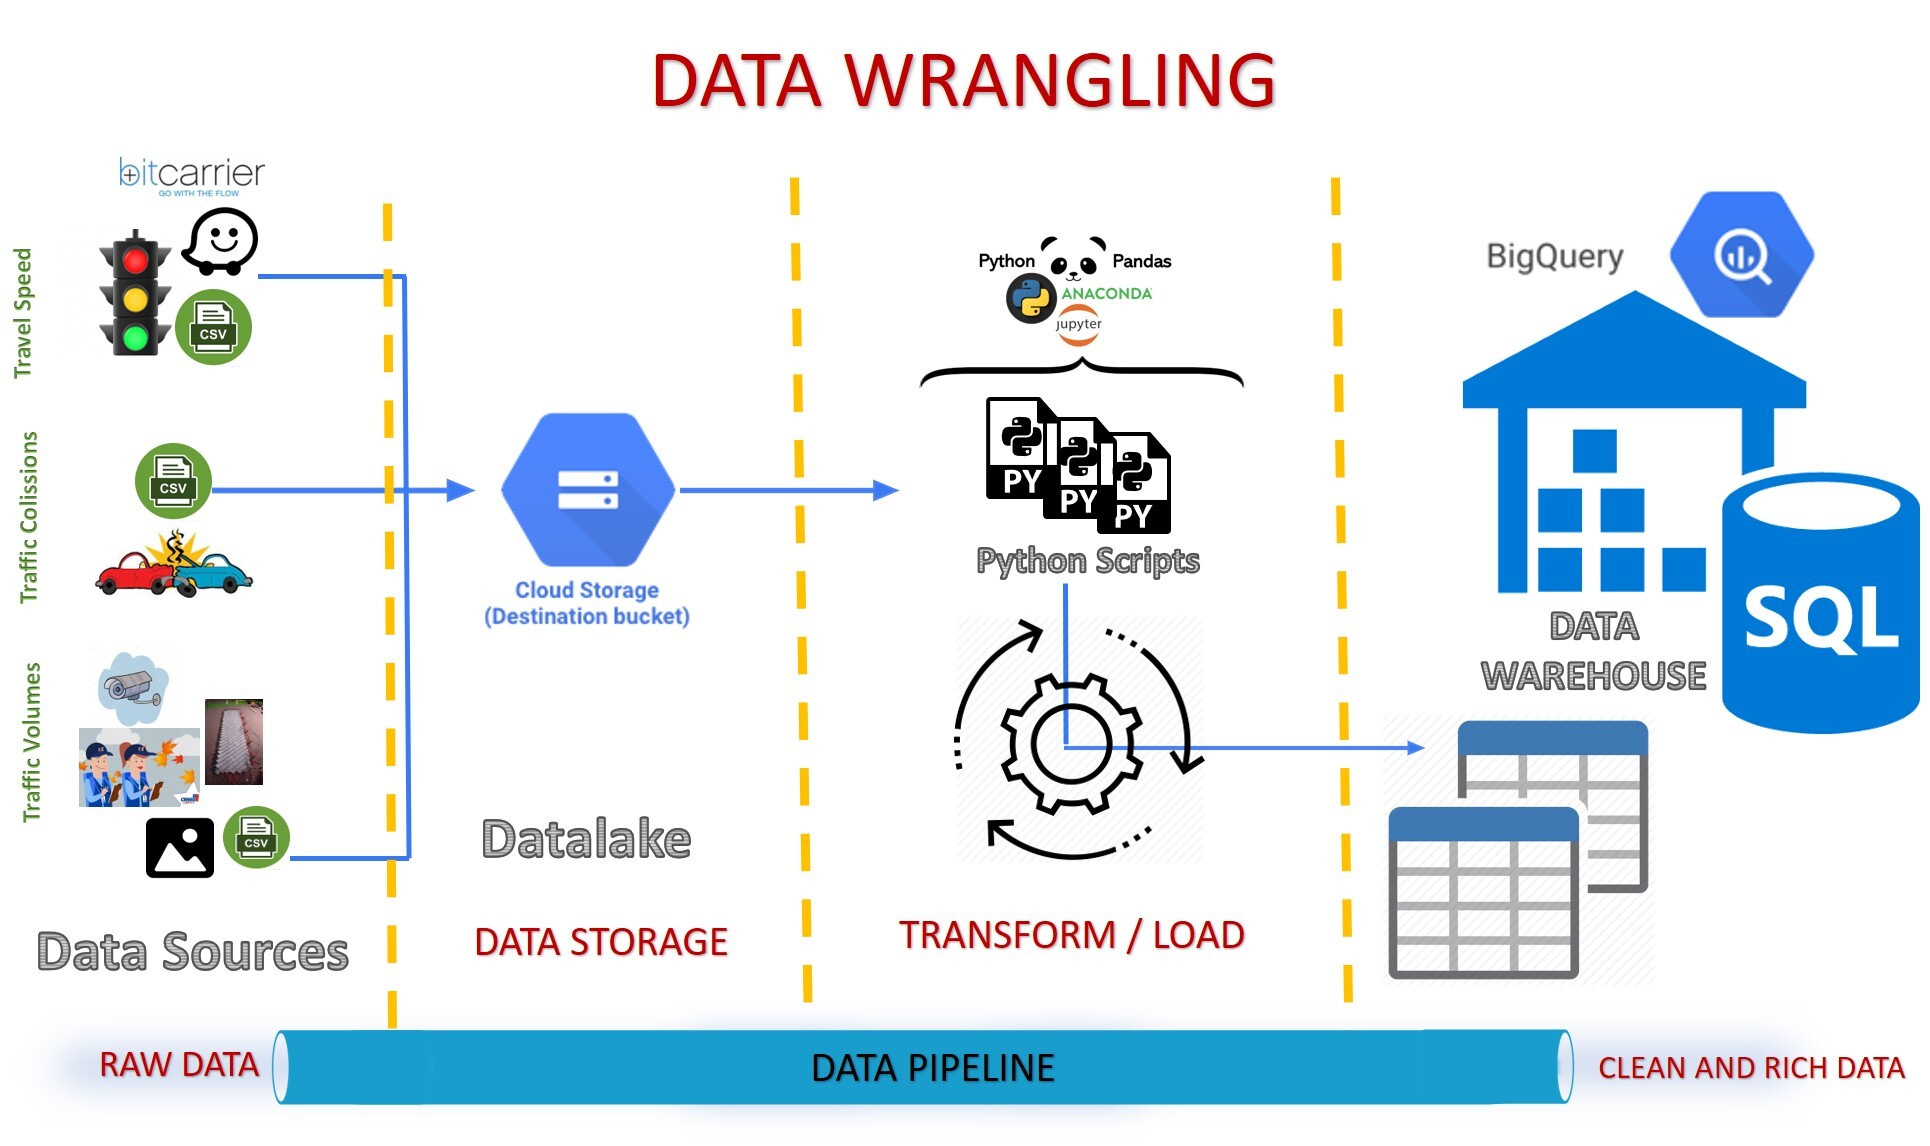 DATA WRANGLING
bitcarrier
GO WITH THE FLOW
Travel Speed
CSV
Traffic Colissions
CSV
Traffic Volumes
CSV
Data Sources
Cloud Storage
(Destination bucket)
Datalake
DATA STORAGE
Python Pandas
ANACONDA
jupyter
PY
PY
PY
Python Scripts
TRANSFORM / LOAD
BigQuery
DATA
WAREHOUSE
SQL
RAW DATA
DATA PIPELINE
CLEAN AND RICH DATA